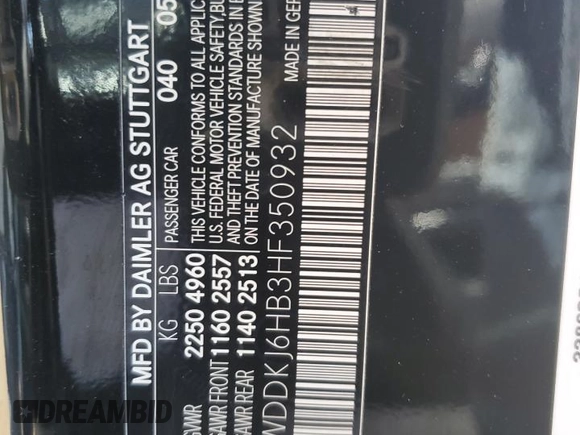 MFD BY DAIMLER AG STUTTGART
KG LBS PASSENGER CAR 040 05
GVWR 2250 4960 THIS VEHICLE CONFORMS TO ALL APPLIC
GAWR FRONT 1160 2557 U.S. FEDERAL MOTOR VEHICLE SAFETY, BU
GAWR REAR 1140 2513 AND THEFT PREVENTION STANDARDS IN E
ON THE DATE OF MANUFACTURE SHOWN
WDDKJ6HB3HF350932 MADE IN GER
DREAMBID